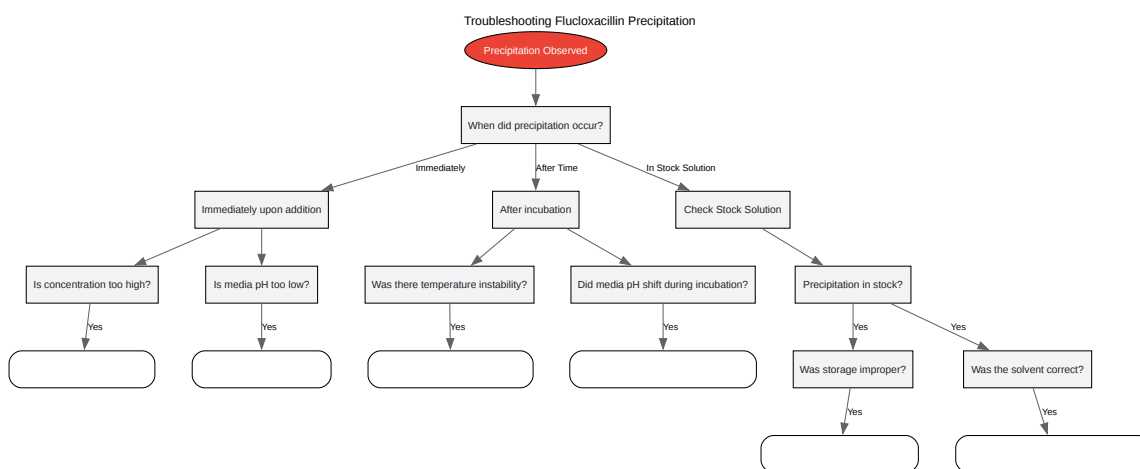 Troubleshooting Flucloxacillin Precipitation
Precipitation Observed
When did precipitation occur?
Immediately
After Time
In Stock Solution
Immediately upon addition
After incubation
Check Stock Solution
Is concentration too high?
Is media pH too low?
Was there temperature instability?
Did media pH shift during incubation?
Precipitation in stock?
Yes
Yes
Yes
Yes
Yes
Yes
Was storage improper?
Was the solvent correct?
Yes
Yes